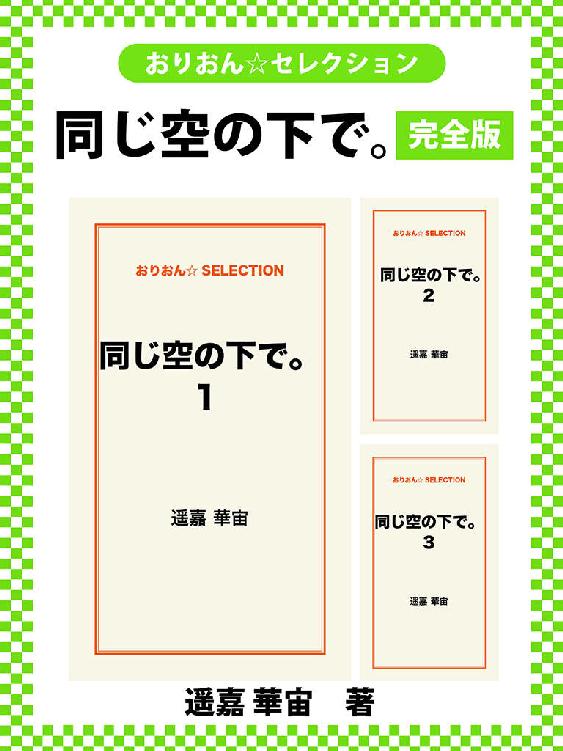 おりおん☆セレクション
同じ空の下で。 完全版
おりおん☆ SELECTION
同じ空の下で。
1
遥嘉 華宙
おりおん☆ SELECTION
同じ空の下で。
2
遥嘉 華宙
おりおん☆ SELECTION
同じ空の下で。
3
遥嘉 華宙
遥嘉 華宙　著